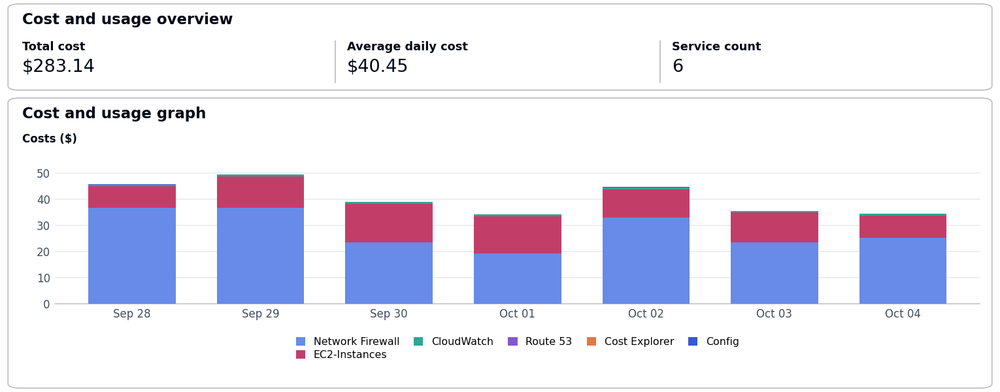 Cost and usage overview
Total cost
$283.14
Average daily cost
$40.45
Service count
6
Cost and usage graph
Costs ($)
50
40
30
20
10
0
Sep 28 Sep 29 Sep 30 Oct 01 Oct 02 Oct 03 Oct 04
Network Firewall CloudWatch Route 53 Cost Explorer Config
EC2-Instances